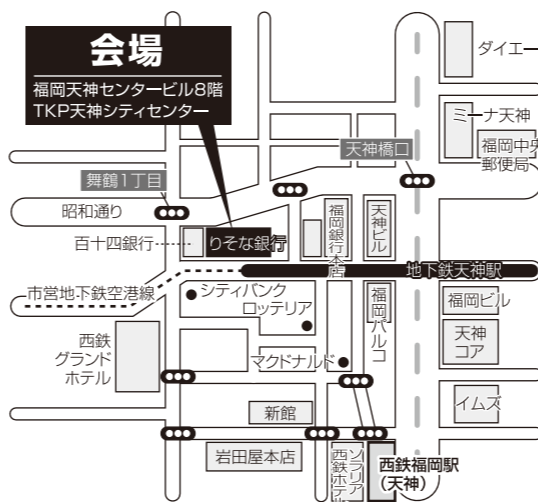 会場
福岡天神センタービル8階
TKP天神シティセンター
ダイエー
ミーナ天神
福岡中央
郵便局
天神橋口
舞鶴1丁目
昭和通り
百十四銀行
りそな銀行
福岡銀行本店
天神ビル
地下鉄天神駅
市営地下鉄空港線
シティバンク
ロッテリア
福岡パルコ
福岡ビル
天神
コア
西鉄
グランド
ホテル
マクドナルド
イムズ
新館
岩田屋本店
ソラリア
西鉄ホテル
西鉄福岡駅
(天神)